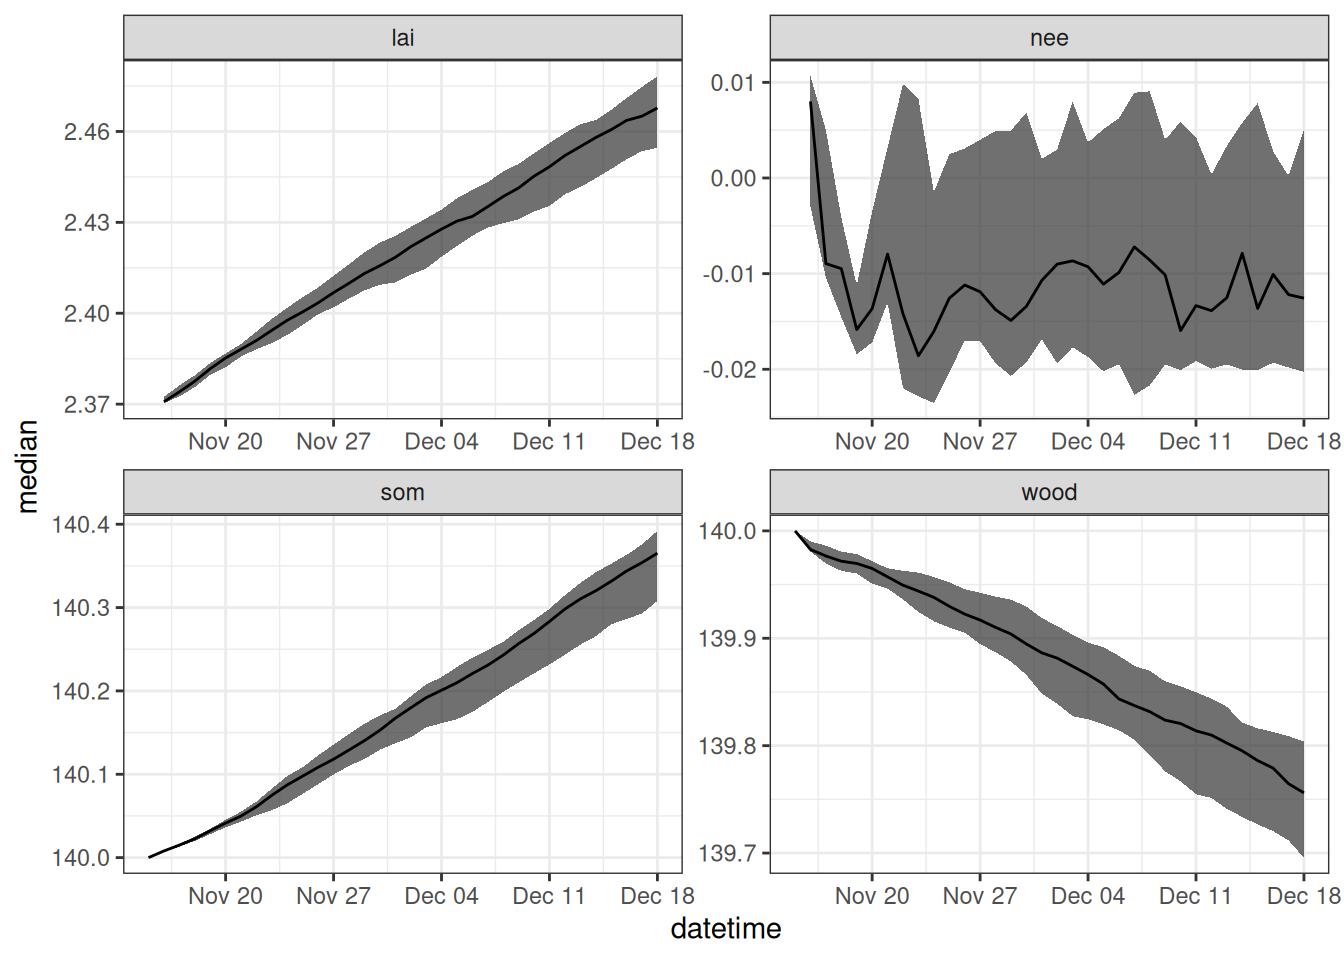 lai
nee
2.46
2.43
2.40
2.37
0.01
0.00
-0.01
-0.02
Nov 20 Nov 27 Dec 04 Dec 11 Dec 18
Nov 20 Nov 27 Dec 04 Dec 11 Dec 18
median
som
wood
140.4
140.3
140.2
140.1
140.0
140.0
139.9
139.8
139.7
Nov 20 Nov 27 Dec 04 Dec 11 Dec 18
Nov 20 Nov 27 Dec 04 Dec 11 Dec 18
datetime